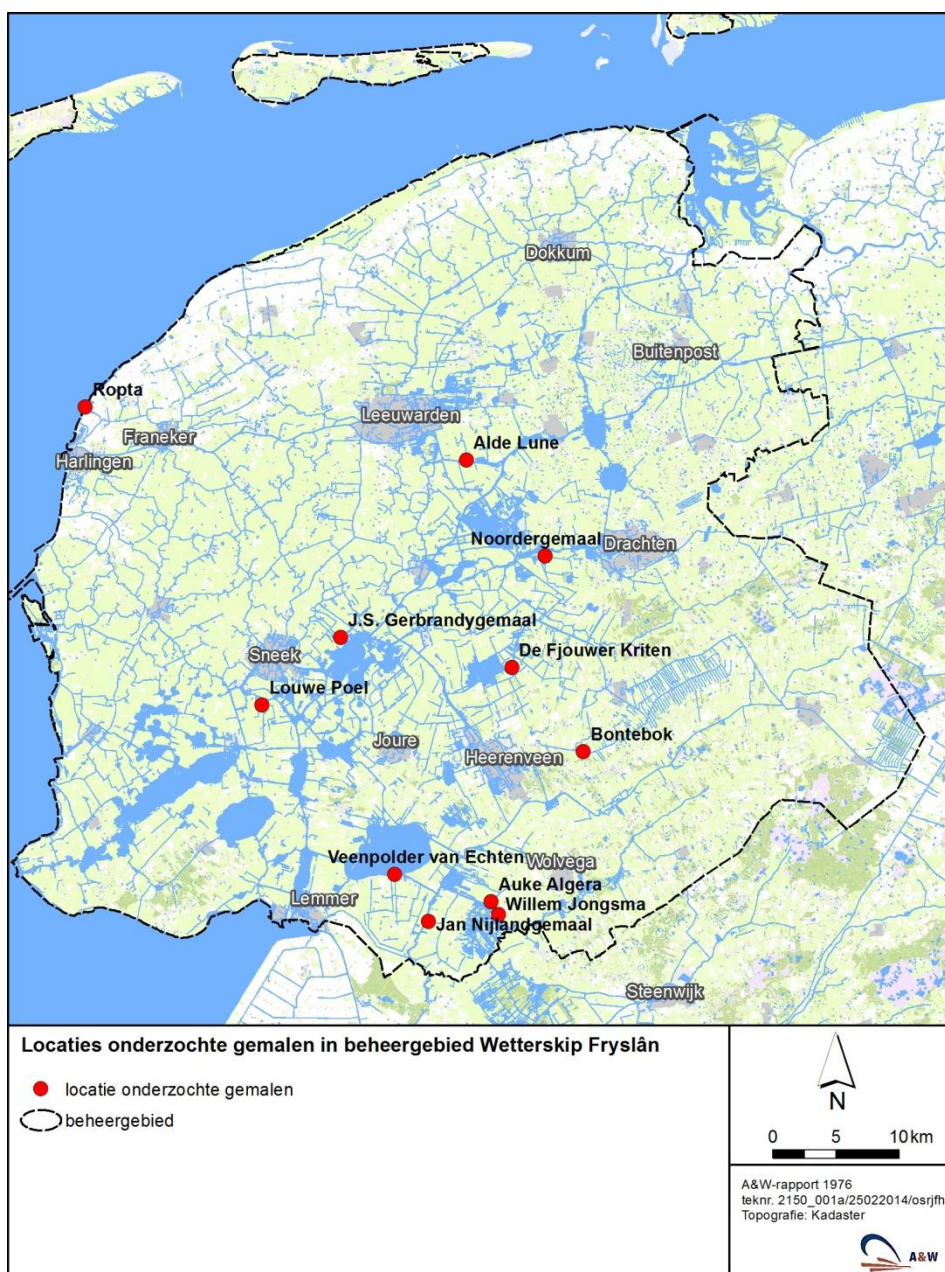 Dokkum
Buitenpost
Ropta
Leeuwarden
Franeker
Alde Lune
Harlingen
Noordergemaal
Drachten
J.S. Gerbrandygemaal
Sneek
De Fjouwer Kriten
Louwe Poel
Joure
Bontebok
Heerenveen
Veenpolder van Echten
Wolvega
Auke Algera
Lemmer
Willem Jongsma
Jan Nijlandgemaal
Steenwijk
Locaties onderzochte gemalen in beheergebied Wetterskip Fryslân
locatie onderzochte gemalen
beheergebied
N
0 5 10 km
A&W-rapport 1976
teknr. 2150_001a/25022014/osrjfh
Topografie: Kadaster
A&W